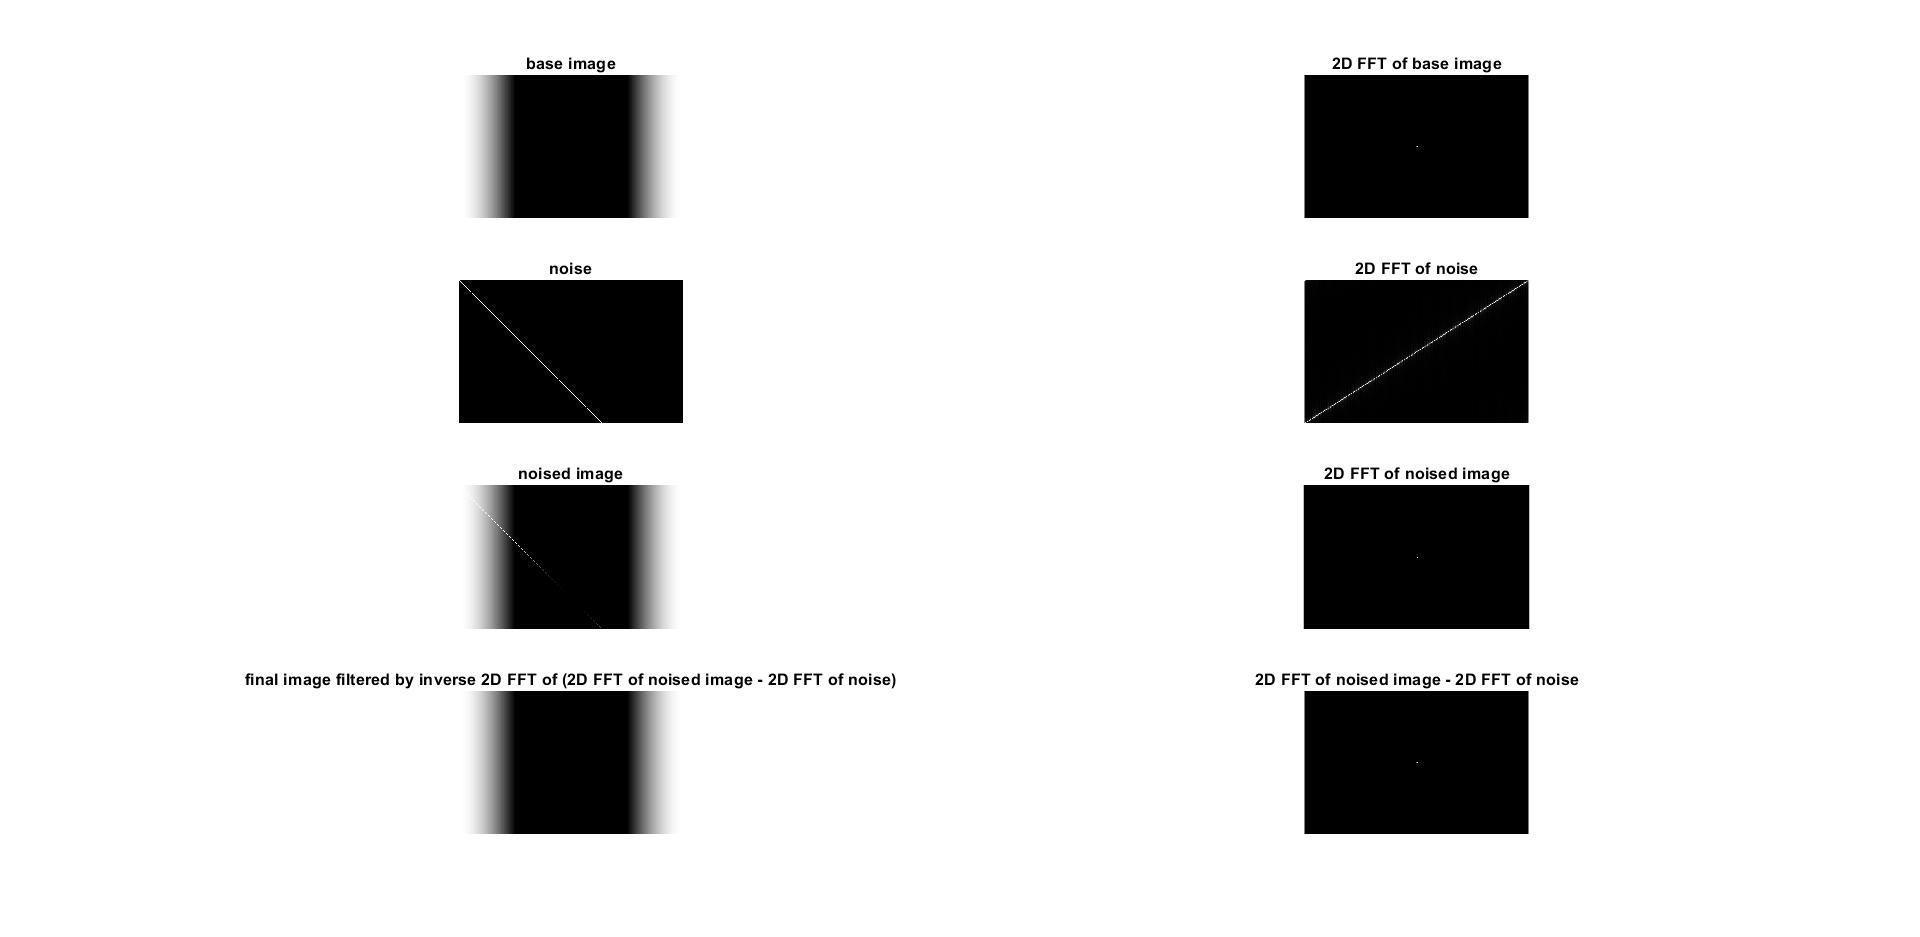 base image
2D FFT of base image
noise
2D FFT of noise
noised image
2D FFT of noised image
final image filtered by inverse 2D FFT of (2D FFT of noised image - 2D FFT of noise)
2D FFT of noised image - 2D FFT of noise